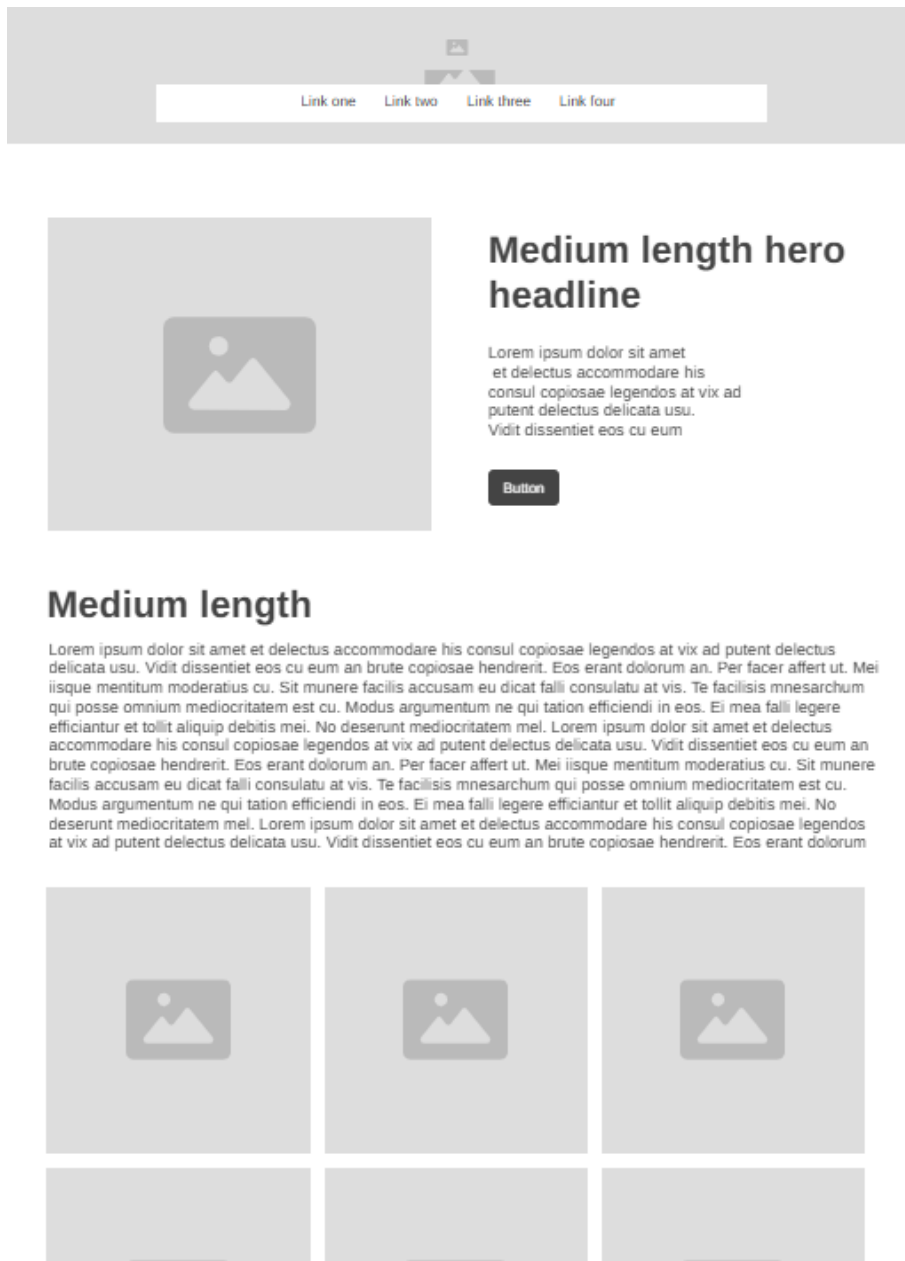 Link one Link two Link three Link four
Medium length hero
headline
Lorem ipsum dolor sit amet
et delectus accommodare his
consul copiosae legendos at vix ad
putent delectus delicata usu.
Vidit dissentiet eos cu eum
Button
Medium length
Lorem ipsum dolor sit amet et delectus accommodare his consul copiosae legendos at vix ad putent delectus
delicata usu. Vidit dissentiet eos cu eum an brute copiosae hendrerit. Eos erant dolorum an. Per facer affert ut. Mei
iisque mentitum moderatius cu. Sit munere facilis accusam eu dicat falli consulatu at vis. Te facilisis mnesarchum
qui posse omnium mediocritatem est cu. Modus argumentum ne qui tation efficiendi in eos. Ei mea falli legere
efficiantur et tollit aliquip debitis mei. No deserunt mediocritatem mel. Lorem ipsum dolor sit amet et delectus
accommodare his consul copiosae legendos at vix ad putent delectus delicata usu. Vidit dissentiet eos cu eum an
brute copiosae hendrerit. Eos erant dolorum an. Per facer affert ut. Mei iisque mentitum moderatius cu. Sit munere
facilis accusam eu dicat falli consulatu at vis. Te facilisis mnesarchum qui posse omnium mediocritatem est cu.
Modus argumentum ne qui tation efficiendi in eos. Ei mea falli legere efficiantur et tollit aliquip debitis mei. No
deserunt mediocritatem mel. Lorem ipsum dolor sit amet et delectus accommodare his consul copiosae legendos
at vix ad putent delectus delicata usu. Vidit dissentiet eos cu eum an brute copiosae hendrerit. Eos erant dolorum